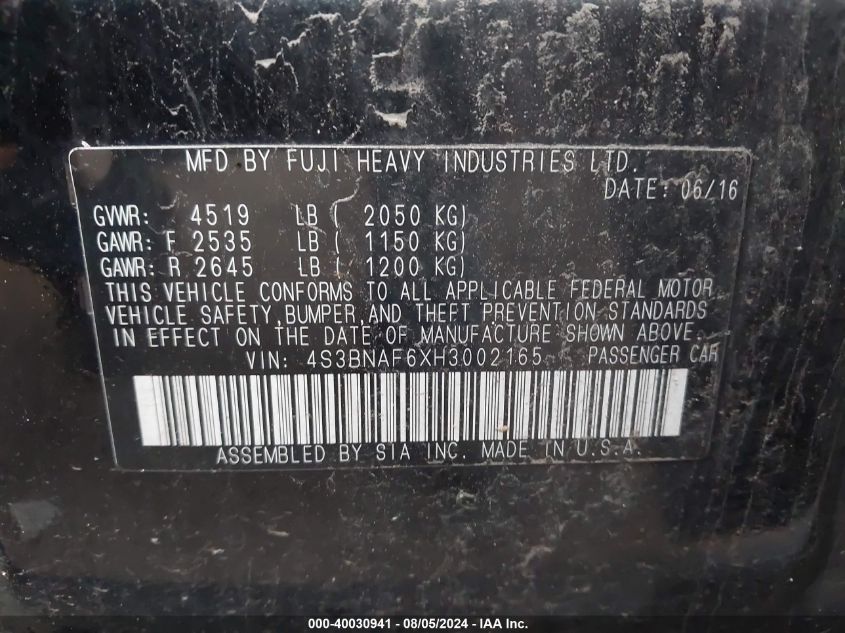 MFD BY FUJI HEAVY INDUSTRIES LTD.
DATE: 06/16
GVWR: 4519 LB ( 2050 KG)
GAWR: F 2535 LB ( 1150 KG)
GAWR: R 2645 LB ( 1200 KG)
THIS VEHICLE CONFORMS TO ALL APPLICABLE FEDERAL MOTOR
VEHICLE SAFETY, BUMPER, AND THEFT PREVENTION STANDARDS
IN EFFECT ON THE DATE OF MANUFACTURE SHOWN ABOVE.
VIN: 4S3BNAF6XH3002165 PASSENGER CAR
ASSEMBLED BY SIA INC. MADE IN U.S.A.
000-40030941 - 08/05/2024 - IAA Inc.